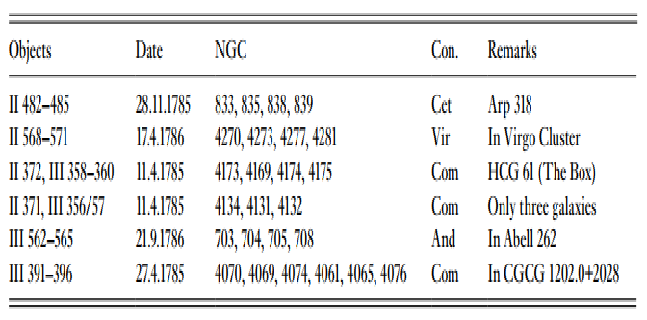 Objects Date NGC Con. Remarks
II 482–485 28.11.1785 833, 835, 838, 839 Cet Arp 318
II 568–571 17.4.1786 4270, 4273, 4277, 4281 Vir In Virgo Cluster
II 372, III 358–360 11.4.1785 4173, 4169, 4174, 4175 Com HCG 61 (The Box)
II 371, III 356/57 11.4.1785 4134, 4131, 4132 Com Only three galaxies
III 562–565 21.9.1786 703, 704, 705, 708 And In Abell 262
III 391–396 27.4.1785 4070, 4069, 4074, 4061, 4065, 4076 Com In CGCG 1202.0+2028